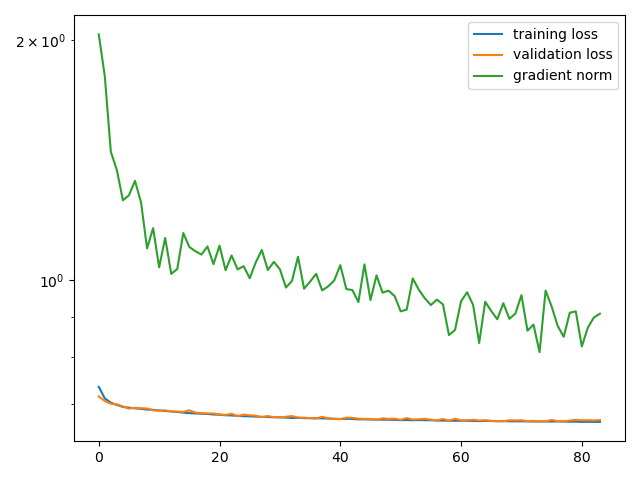 2 × 10⁰
10⁰
training loss
validation loss
gradient norm
0
20
40
60
80